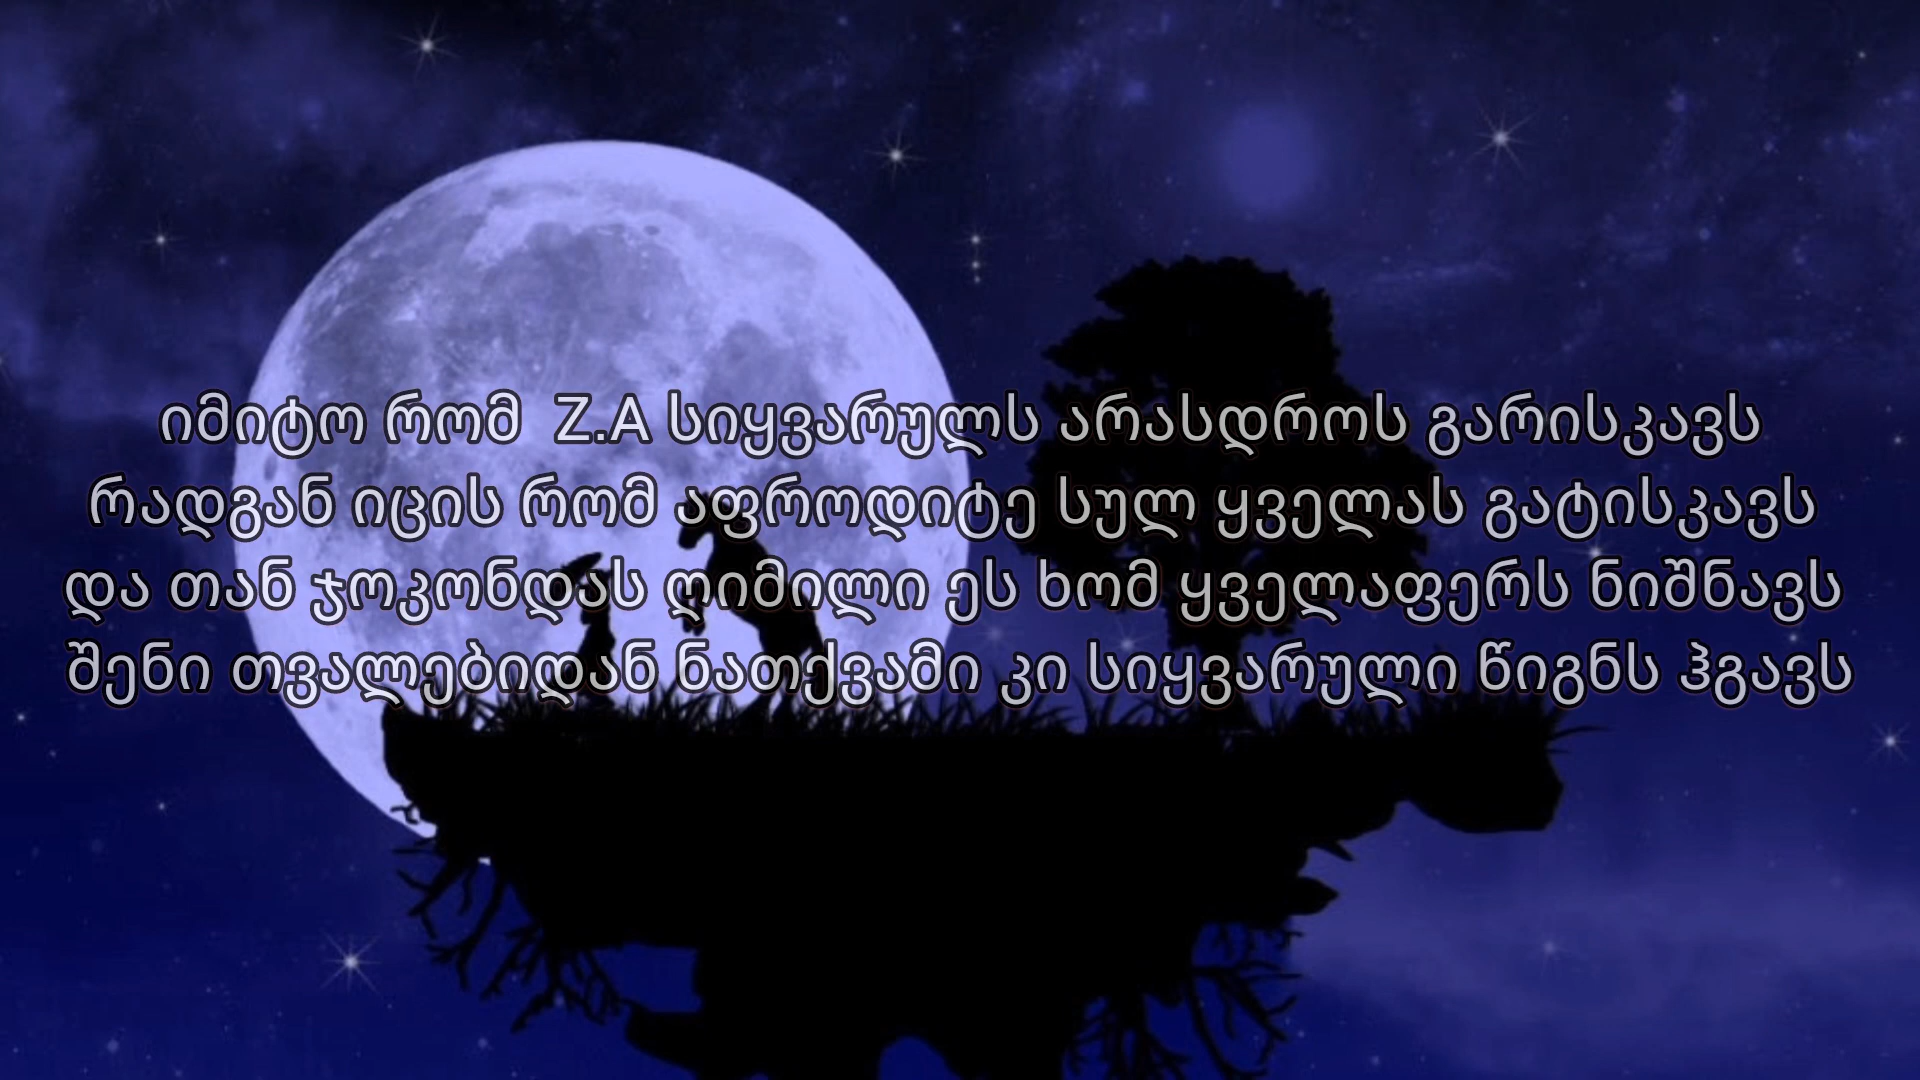 იმიტო რომ  Z.A სიყვარულს არასდროს გარისკავს
რადგან იცის რომ აფროდიტე სულ ყველას გატისკავს
და თან ჯოკონდას ღიმილი ეს ხომ ყველაფერს ნიშნავს
შენი თვალებიდან ნათქვამი კი სიყვარული წიგნს ჰგავს